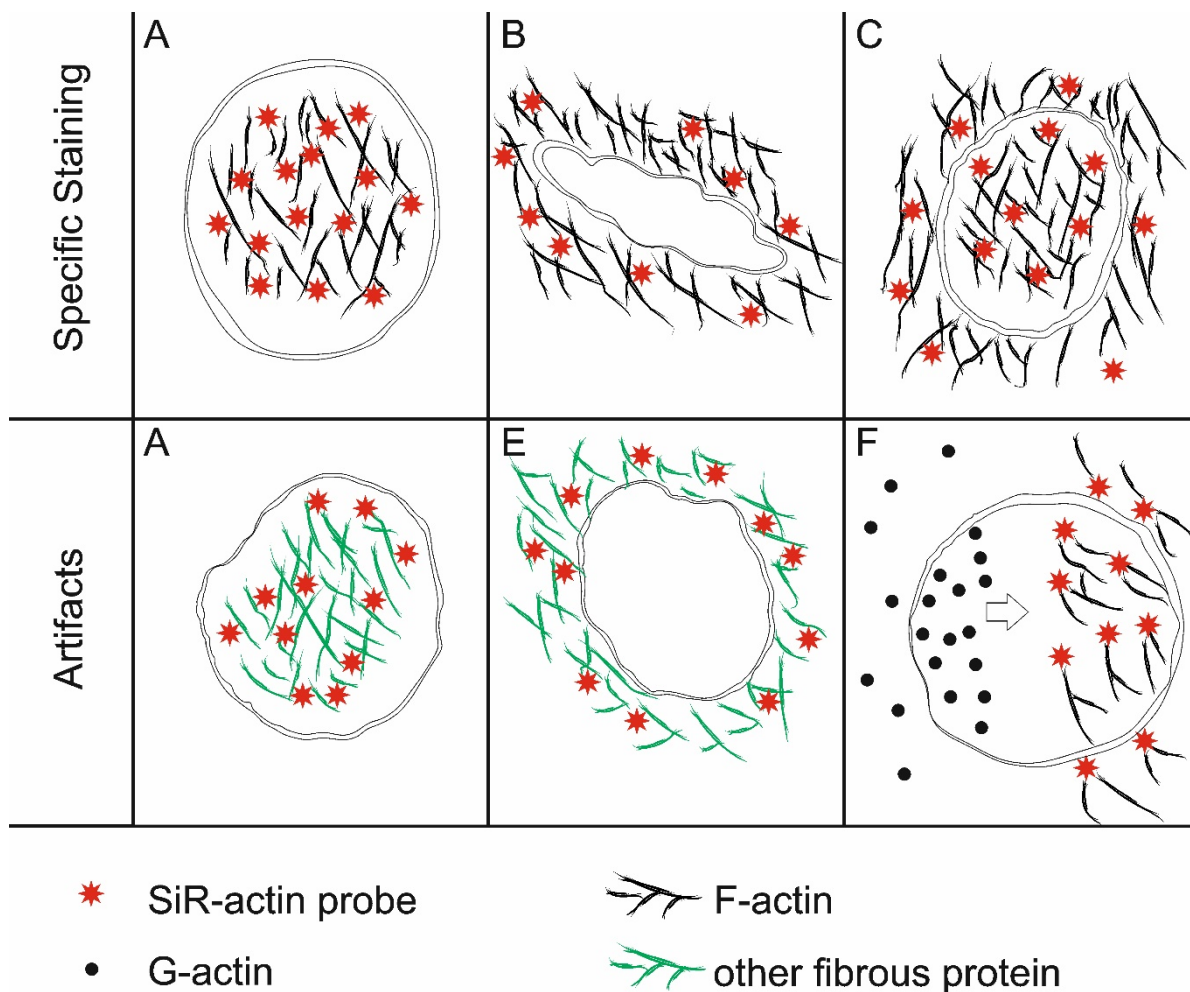 A
B
C
Specific Staining
A
E
F
Artifacts
SiR-actin probe
F-actin
G-actin
other fibrous protein